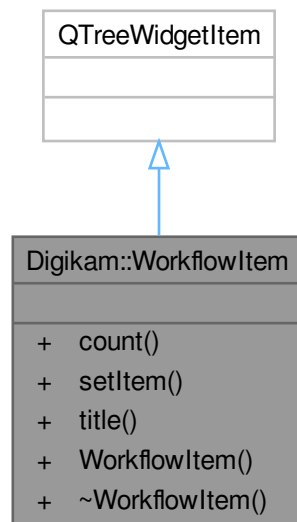 QTreeWidgetItem
Digikam::WorkflowItem
+ count()
+ setItem()
+ title()
+ WorkflowItem()
+ ~WorkflowItem()